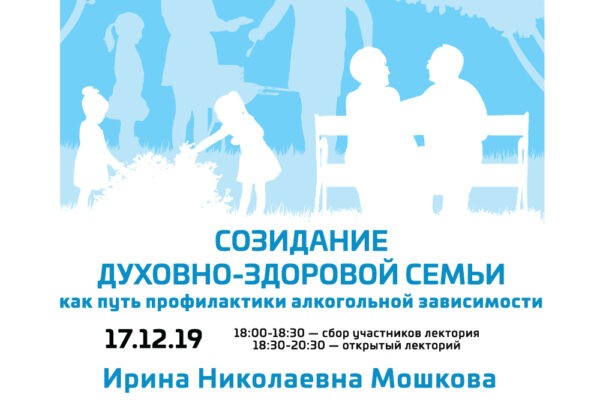 СОЗИДАНИЕ
ДУХОВНО-ЗДОРОВОЙ СЕМЬИ
как путь профилактики алкогольной зависимости
17.12.19
18:00-18:30 — сбор участников лектория
18:30-20:30 — открытый лекторий
Ирина Николаевна Мошкова